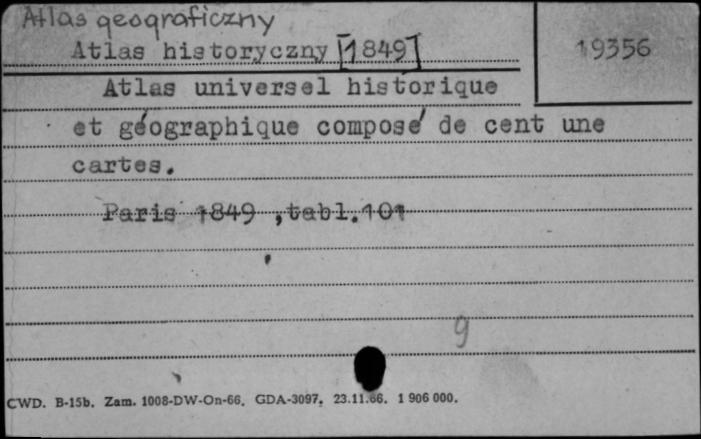 Atlas geograficzny
Atlas historyczny [1849]
19356
Atlas universel historique
et géographique composé de cent une
cartes.
Paris 1849 ,tabl.101
9
CWD. B-15b. Zam. 1008-DW-On-66. GDA-3097. 23.11.66. 1 906 000.